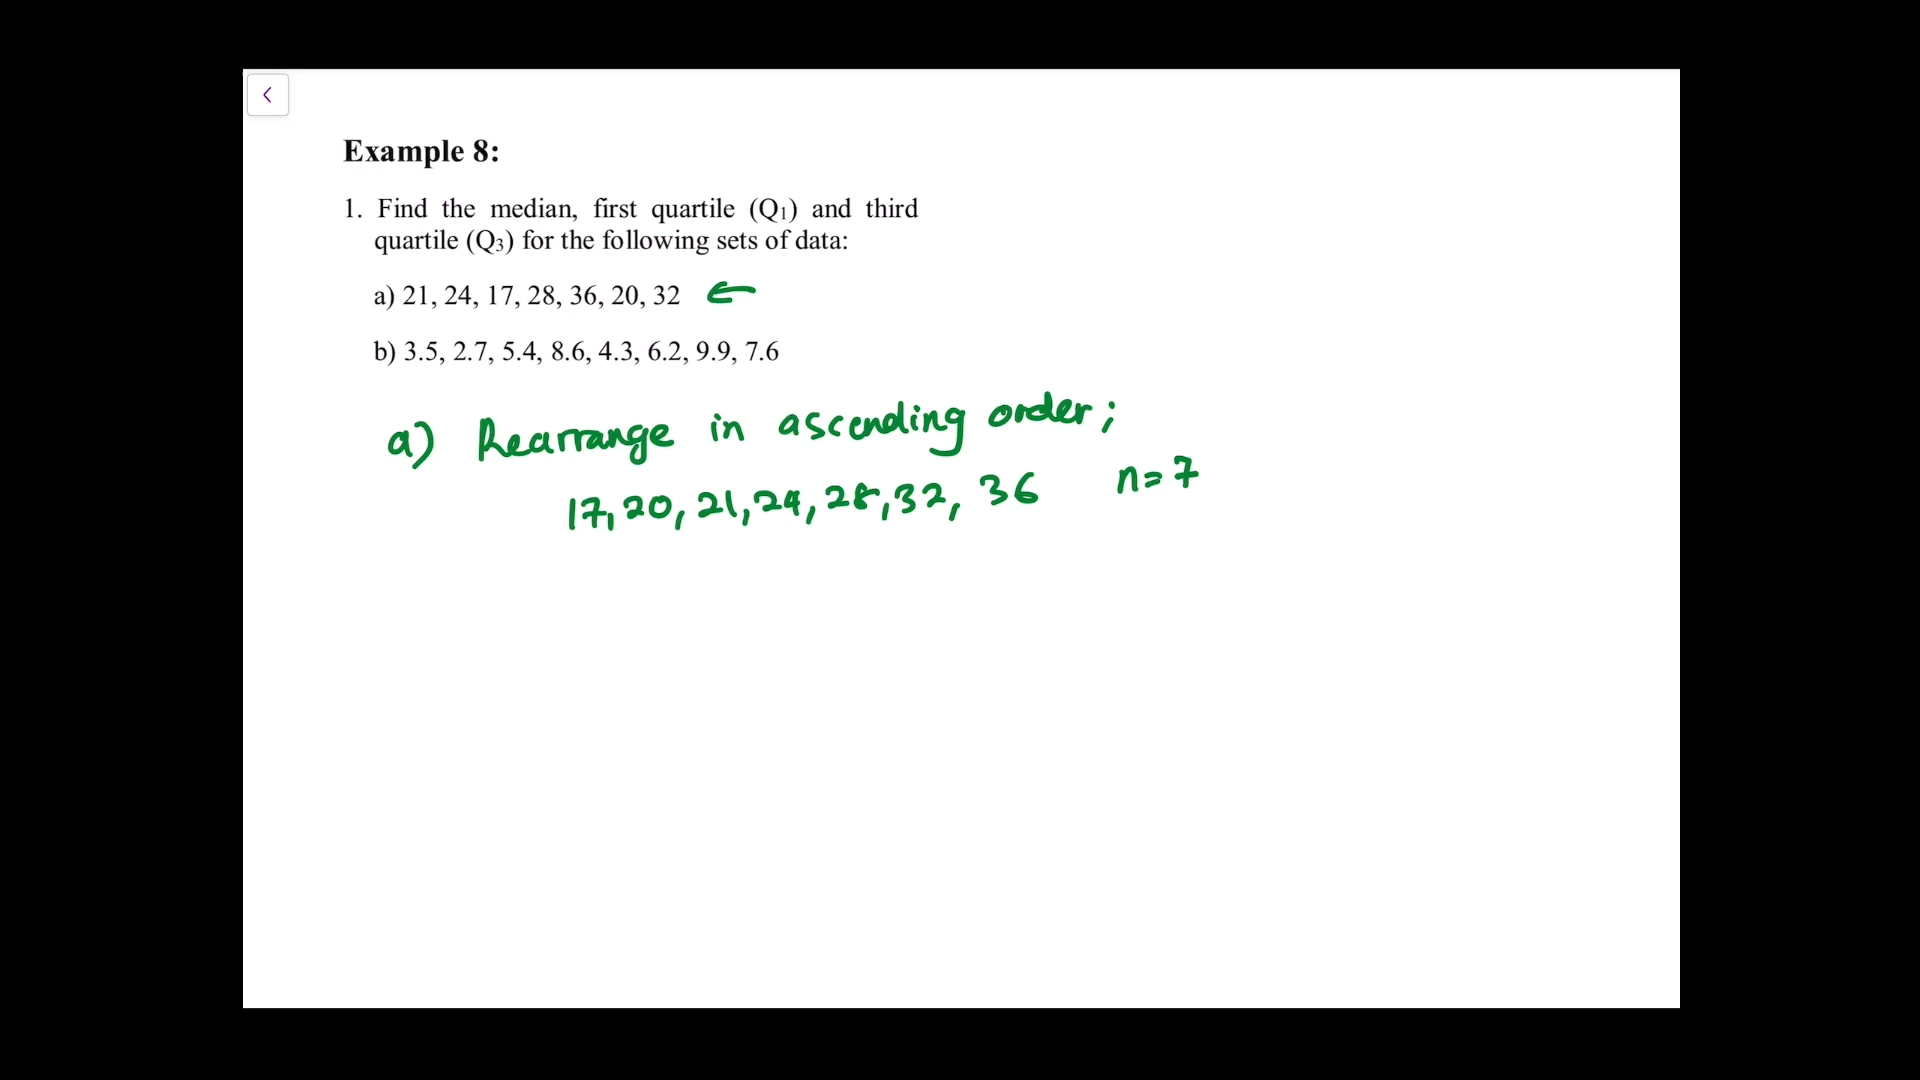 Example 8:
1. Find the median, first quartile (Q₁) and third
quartile (Q₃) for the following sets of data:
a) 21, 24, 17, 28, 36, 20, 32 ←
b) 3.5, 2.7, 5.4, 8.6, 4.3, 6.2, 9.9, 7.6
a) Rearrange in ascending order;
17, 20, 21, 24, 28, 32, 36 n=7